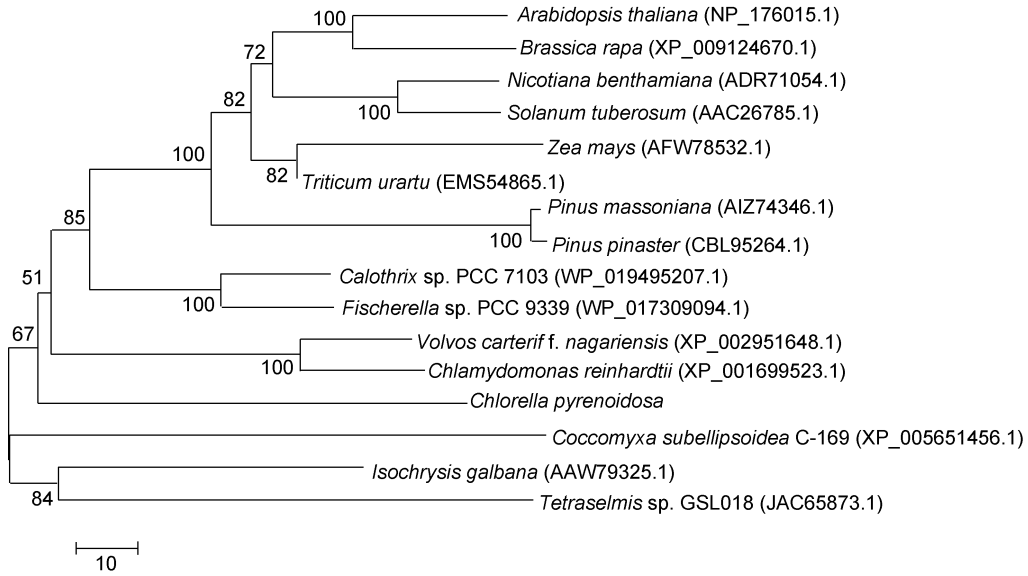 100 Arabidopsis thaliana (NP_176015.1)
Brassica rapa (XP_009124670.1)
72
Nicotiana benthamiana (ADR71054.1)
82
100 Solanum tuberosum (AAC26785.1)
Zea mays (AFW78532.1)
100
82
Triticum urartu (EMS54865.1)
Pinus massoniana (AIZ74346.1)
85
100 Pinus pinaster (CBL95264.1)
51 Calothrix sp. PCC 7103 (WP_019495207.1)
100 Fischerella sp. PCC 9339 (WP_017309094.1)
67 Volvos carterif f. nagariensis (XP_002951648.1)
100 Chlamydomonas reinhardtii (XP_001699523.1)
Chlorella pyrenoidosa
Coccomyxa subellipsoidea C-169 (XP_005651456.1)
Isochrysis galbana (AAW79325.1)
84 Tetraselmis sp. GSL018 (JAC65873.1)
10